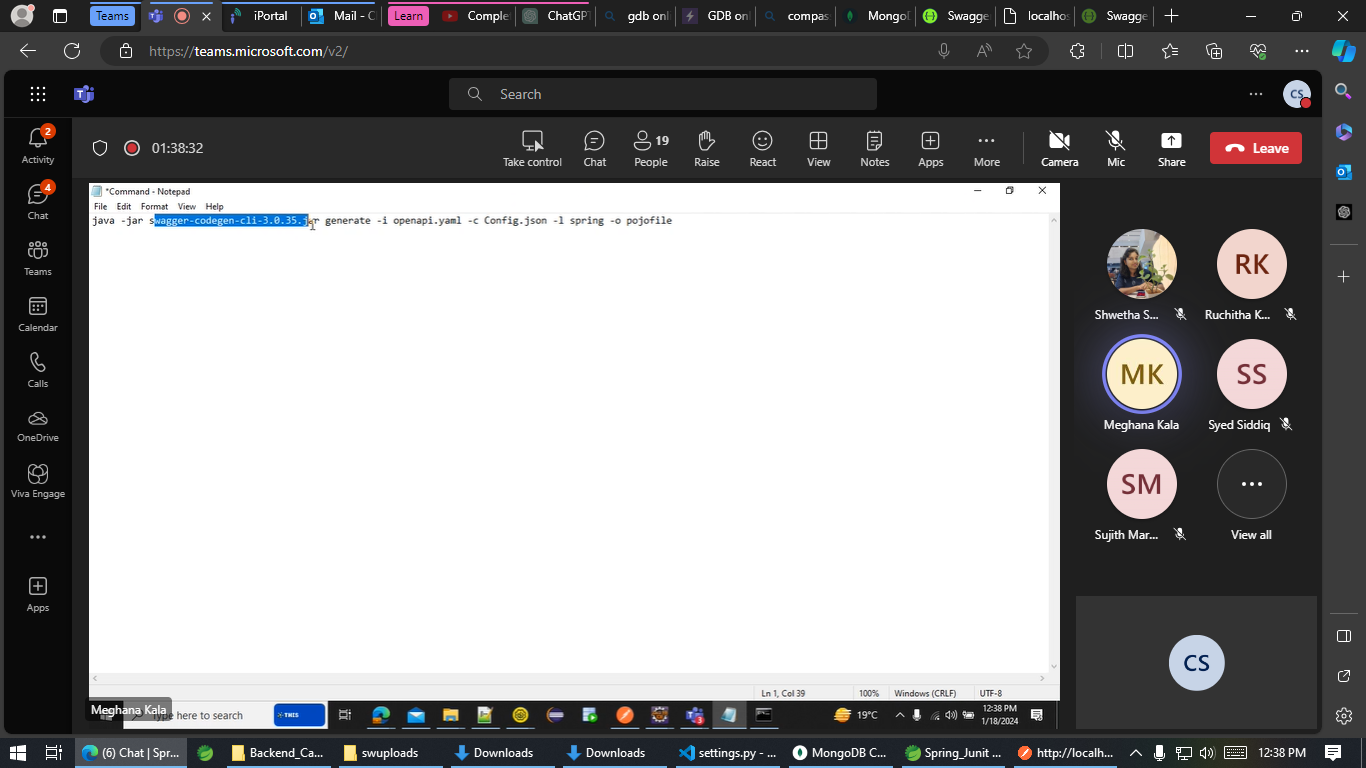 Teams
iPortal
Mail - C
Learn
Complet
ChatGPT
gdb onl
GDB onl
compas
MongoD
Swagge
localhos
Swagge
https://teams.microsoft.com/v2/
Search
CS
2
Activity
4
Chat
Teams
Calendar
Calls
OneDrive
Viva Engage
Apps
01:38:32
Take control
Chat
19
People
Raise
React
View
Notes
Apps
More
Camera
Mic
Share
Leave
*Command - Notepad
File Edit Format View Help
java -jar swagger-codegen-cli-3.0.35.jar generate -i openapi.yaml -c Config.json -l spring -o pojofile
Ln 1, Col 39
100%
Windows (CRLF)
UTF-8
Meghana Kala
Type here to search
THIS
19°C
12:38 PM
1/18/2024
Shwetha S...
RK
Ruchitha K...
MK
Meghana Kala
SS
Syed Siddiq
SM
Sujith Mar...
View all
CS
(6) Chat | Spr...
Backend_Ca...
swuploads
Downloads
Downloads
settings.py - ...
MongoDB C...
Spring_Junit ...
http://localh...
12:38 PM